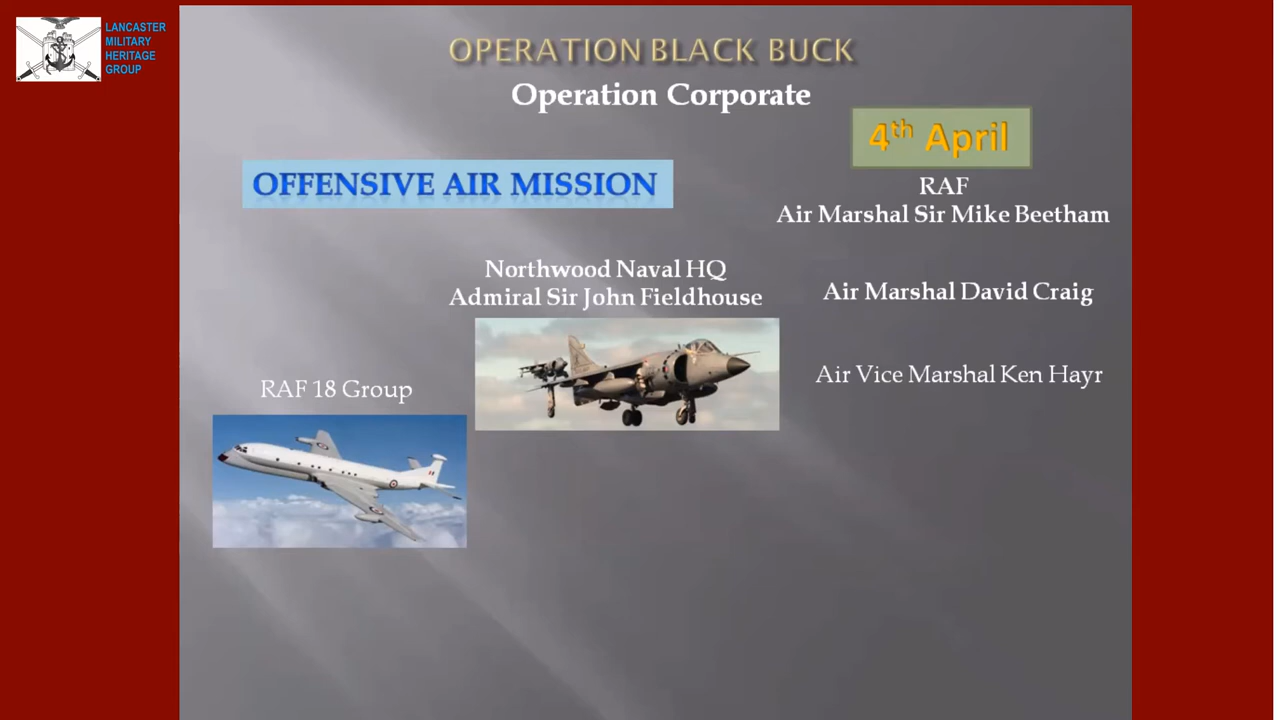 LANCASTER
MILITARY
HERITAGE
GROUP
OPERATION BLACK BUCK
Operation Corporate
4th April
OFFENSIVE AIR MISSION
RAF
Air Marshal Sir Mike Beetham
Northwood Naval HQ
Admiral Sir John Fieldhouse
Air Marshal David Craig
Air Vice Marshal Ken Hayr
RAF 18 Group